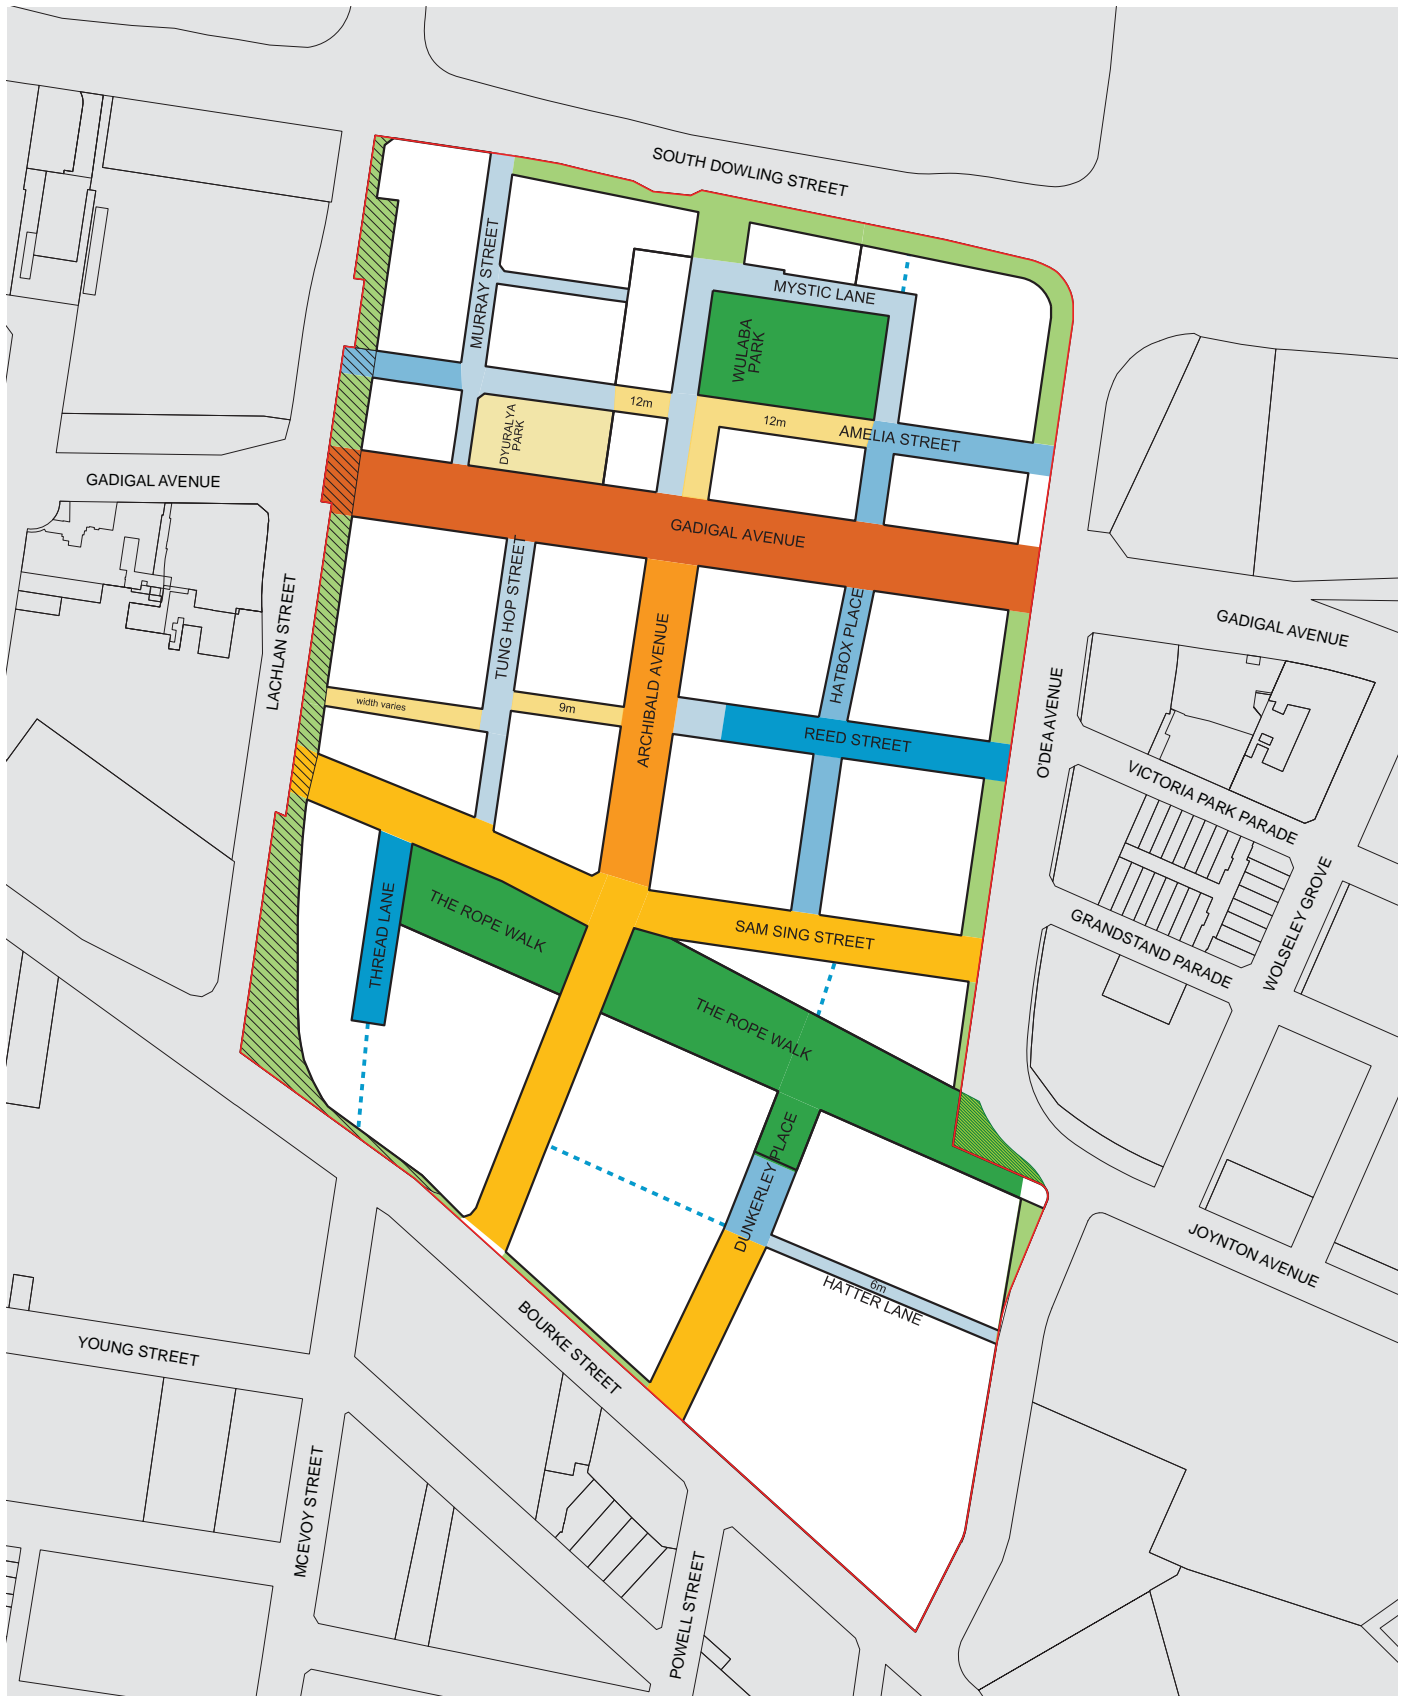 SOUTH DOWLING STREET
MURRAY STREET
MYSTIC LANE
WULABA
PARK
12m
12m
DYURALYA
PARK
AMELIA STREET
GADIGAL AVENUE
GADIGAL AVENUE
TUNG HOP STREET
HATBOX PLACE
LACHLAN STREET
ARCHIBALD AVENUE
GADIGAL AVENUE
width varies
9m
REED STREET
O'DEA AVENUE
VICTORIA PARK PARADE
THREAD LANE
THE ROPE WALK
SAM SING STREET
GRANDSTAND PARADE
WOLSELEY GROVE
THE ROPE WALK
DUNKERLEY PLACE
6m
HATTER LANE
JOYNTON AVENUE
YOUNG STREET
BOURKE STREET
MCEVOY STREET
POWELL STREET